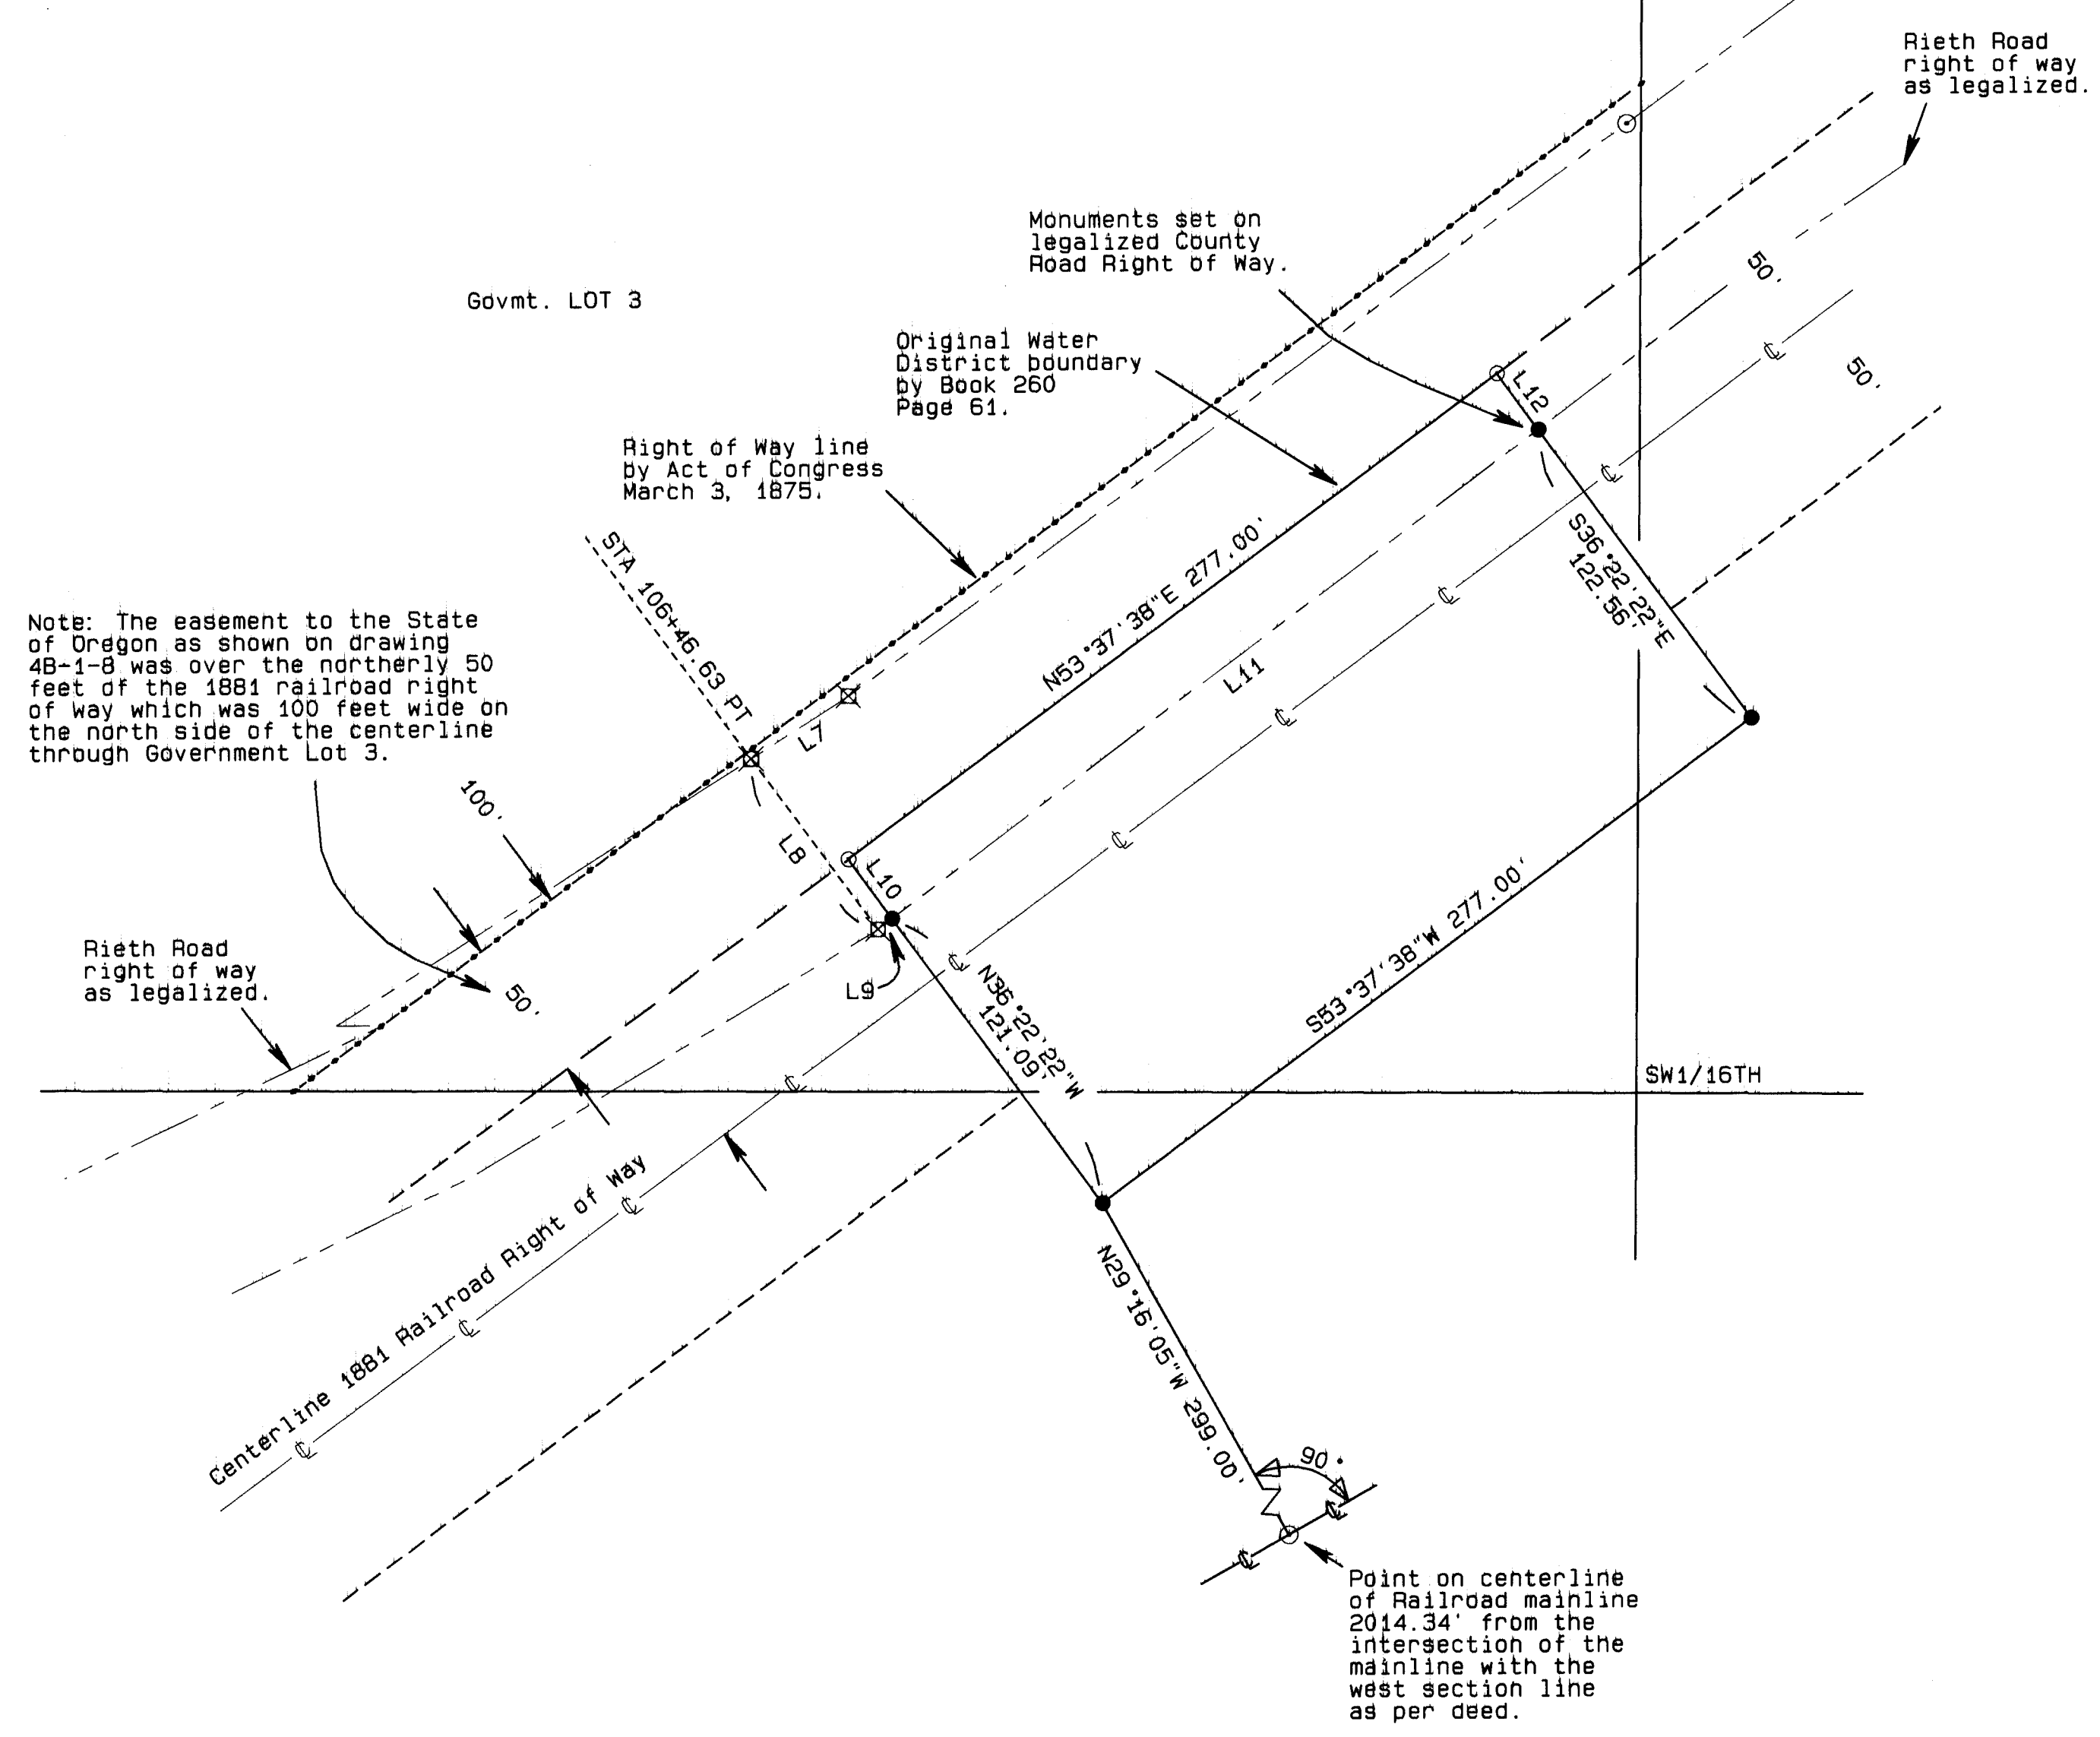 Rieth Road
right of way
as legalized.
50'
50'
Monuments set on
legalized County
Road Right of Way.
Govmt. LOT 3
Original Water
District boundary
by Book 260
Page 61.
L12
Right of Way line
by Act of Congress
March 3, 1875.
STA 106+46.63 PT
N53°37'38"E 277.00'
S36°22'22"E
122.56'
L11
Note: The easement to the State
of Oregon as shown on drawing
4B-1-8 was over the northerly 50
feet of the 1881 railroad right
of way which was 100 feet wide on
the north side of the centerline
through Government Lot 3.
L7
100'
L8
L10
Rieth Road
right of way
as legalized.
50'
L9
N36°22'22"W
121.09'
S53°37'38"W 277.00'
SW1/16TH
Centerline 1881 Railroad Right of Way
N29°16'05"W 299.00'
90°
Point on centerline
of Railroad mainline
2014.34' from the
intersection of the
mainline with the
west section line
as per deed.